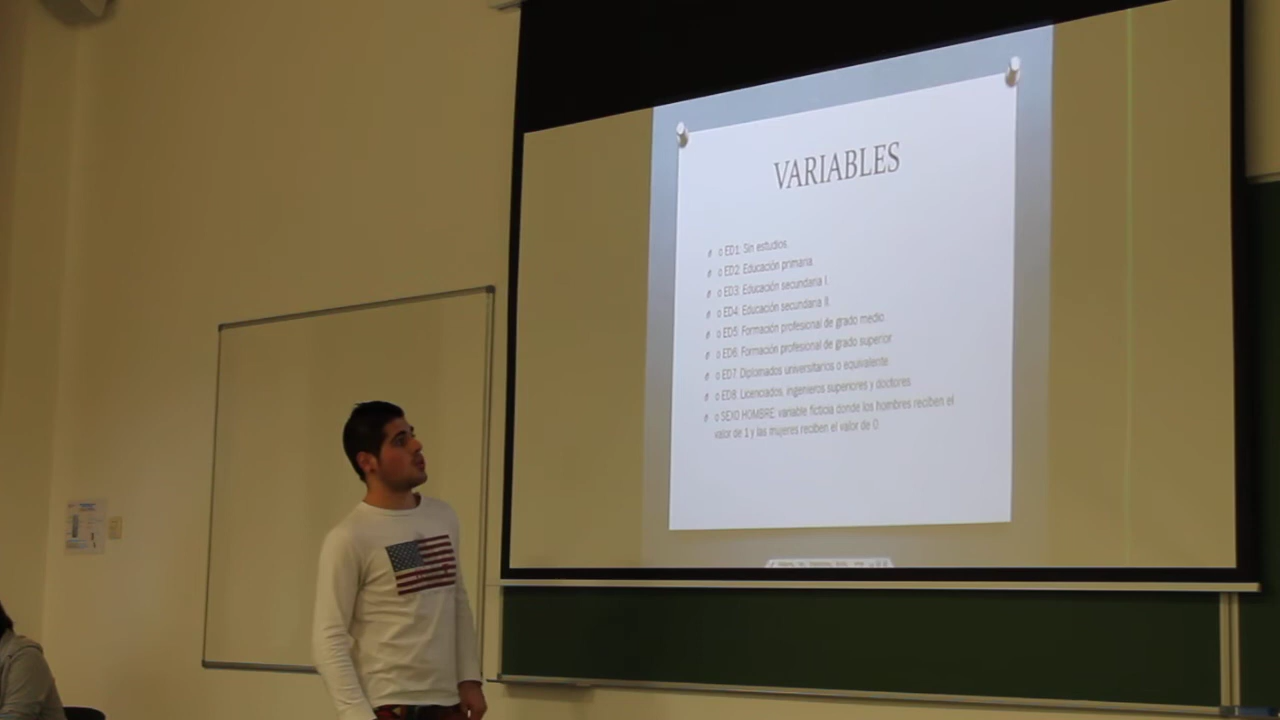 VARIABLES
o ED1: Sin estudios.
o ED2: Educación primaria.
o ED3: Educación secundaria I.
o ED4: Educación secundaria II.
o ED5: Formación profesional de grado medio.
o ED6: Formación profesional de grado superior.
o ED7: Diplomados universitarios o equivalente.
o ED8: Licenciados, ingenieros superiores y doctores
o SEXO HOMBRE: variable ficticia donde los hombres reciben el
valor de 1 y las mujeres reciben el valor de 0